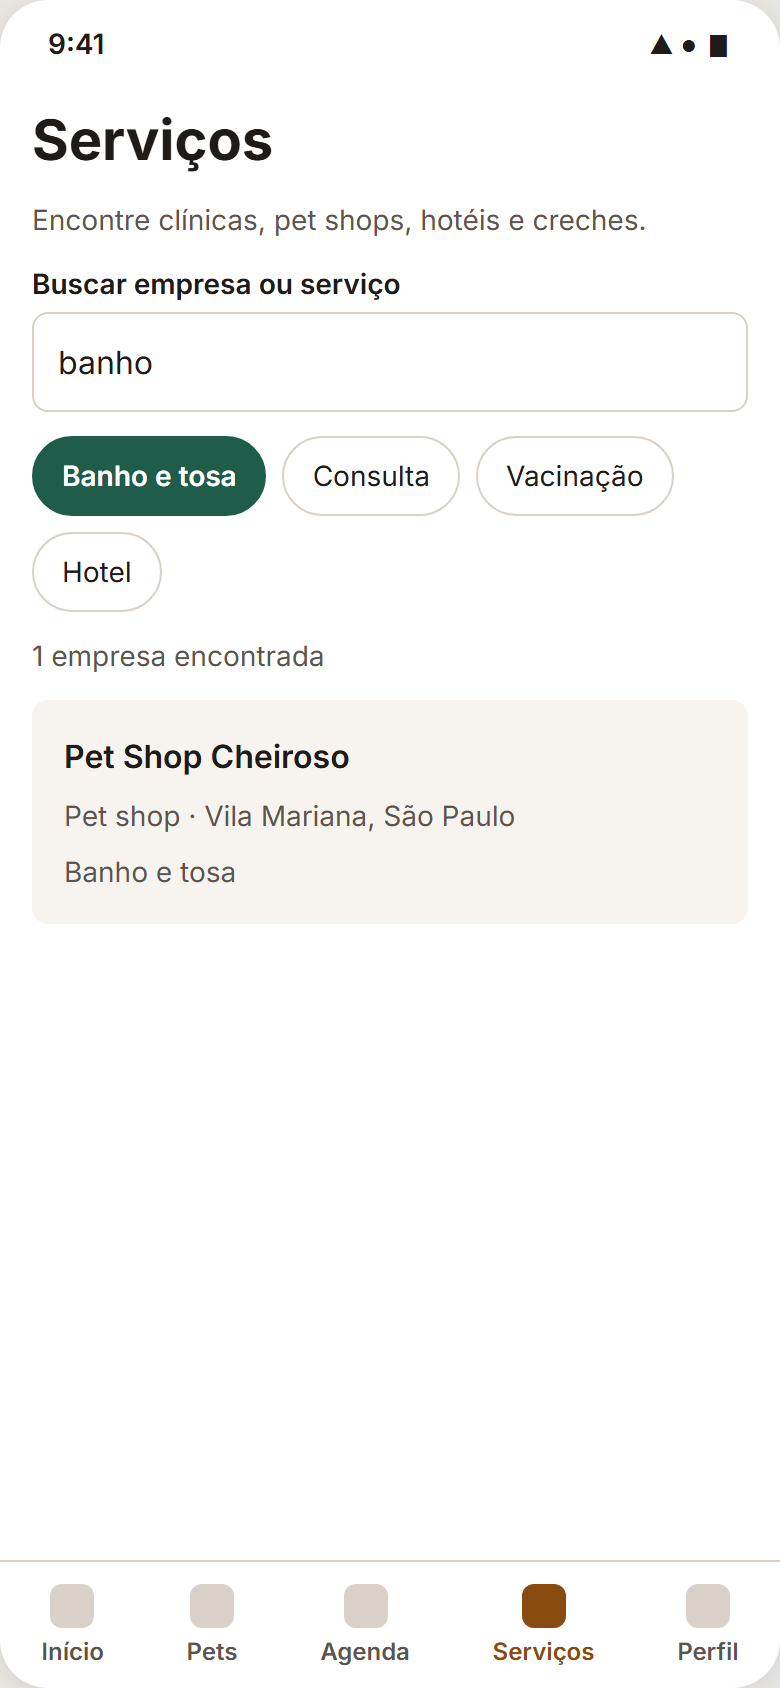 9:41
Serviços
Encontre clínicas, pet shops, hotéis e creches.
Buscar empresa ou serviço
banho
Banho e tosa
Consulta
Vacinação
Hotel
1 empresa encontrada
Pet Shop Cheiroso
Pet shop · Vila Mariana, São Paulo
Banho e tosa
Início
Pets
Agenda
Serviços
Perfil